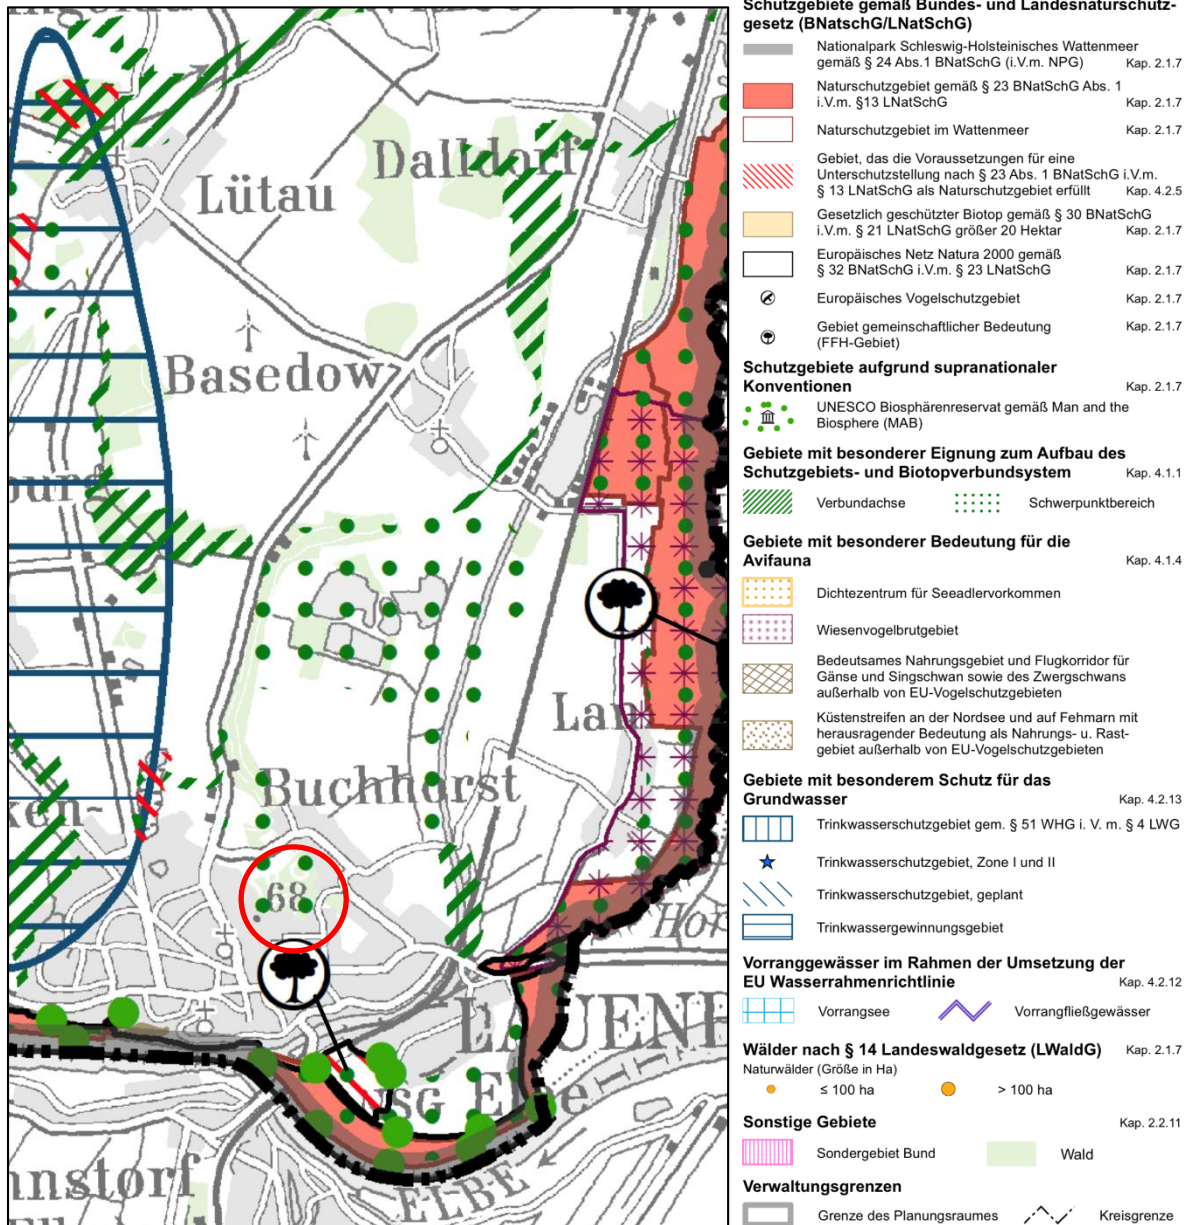 Lütau
Dalldorf
Basedow
Buchhorst
68
NSG Elbe
ELBE
Schutzgebiete gemäß Bundes- und Landesnaturschutz-
gesetz (BNatschG/LNatSchG)
Nationalpark Schleswig-Holsteinisches Wattenmeer
gemäß § 24 Abs.1 BNatSchG (i.V.m. NPG) Kap. 2.1.7
Naturschutzgebiet gemäß § 23 BNatSchG Abs. 1
i.V.m. §13 LNatSchG Kap. 2.1.7
Naturschutzgebiet im Wattenmeer Kap. 2.1.7
Gebiet, das die Voraussetzungen für eine
Unterschutzstellung nach § 23 Abs. 1 BNatSchG i.V.m.
§ 13 LNatSchG als Naturschutzgebiet erfüllt Kap. 4.2.5
Gesetzlich geschützter Biotop gemäß § 30 BNatSchG
i.V.m. § 21 LNatSchG größer 20 Hektar Kap. 2.1.7
Europäisches Netz Natura 2000 gemäß
§ 32 BNatSchG i.V.m. § 23 LNatSchG Kap. 2.1.7
Europäisches Vogelschutzgebiet Kap. 2.1.7
Gebiet gemeinschaftlicher Bedeutung Kap. 2.1.7
(FFH-Gebiet)
Schutzgebiete aufgrund supranationaler
Konventionen Kap. 2.1.7
UNESCO Biosphärenreservat gemäß Man and the
Biosphere (MAB)
Gebiete mit besonderer Eignung zum Aufbau des
Schutzgebiets- und Biotopverbundsystem Kap. 4.1.1
Verbundachse Schwerpunktbereich
Gebiete mit besonderer Bedeutung für die
Avifauna Kap. 4.1.4
Dichtezentrum für Seeadlervorkommen
Wiesenvogelbrutgebiet
Bedeutsames Nahrungsgebiet und Flugkorridor für
Gänse und Singschwan sowie des Zwergschwans
außerhalb von EU-Vogelschutzgebieten
Küstenstreifen an der Nordsee und auf Fehmarn mit
herausragender Bedeutung als Nahrungs- u. Rast-
gebiet außerhalb von EU-Vogelschutzgebieten
Gebiete mit besonderem Schutz für das
Grundwasser Kap. 4.2.13
Trinkwasserschutzgebiet gem. § 51 WHG i. V. m. § 4 LWG
Trinkwasserschutzgebiet, Zone I und II
Trinkwasserschutzgebiet, geplant
Trinkwassergewinnungsgebiet
Vorranggewässer im Rahmen der Umsetzung der
EU Wasserrahmenrichtlinie Kap. 4.2.12
Vorrangsee Vorrangfließgewässer
Wälder nach § 14 Landeswaldgesetz (LWaldG) Kap. 2.1.7
Naturwälder (Größe in Ha)
≤ 100 ha > 100 ha
Sonstige Gebiete Kap. 2.2.11
Sondergebiet Bund Wald
Verwaltungsgrenzen
Grenze des Planungsraumes Kreisgrenze